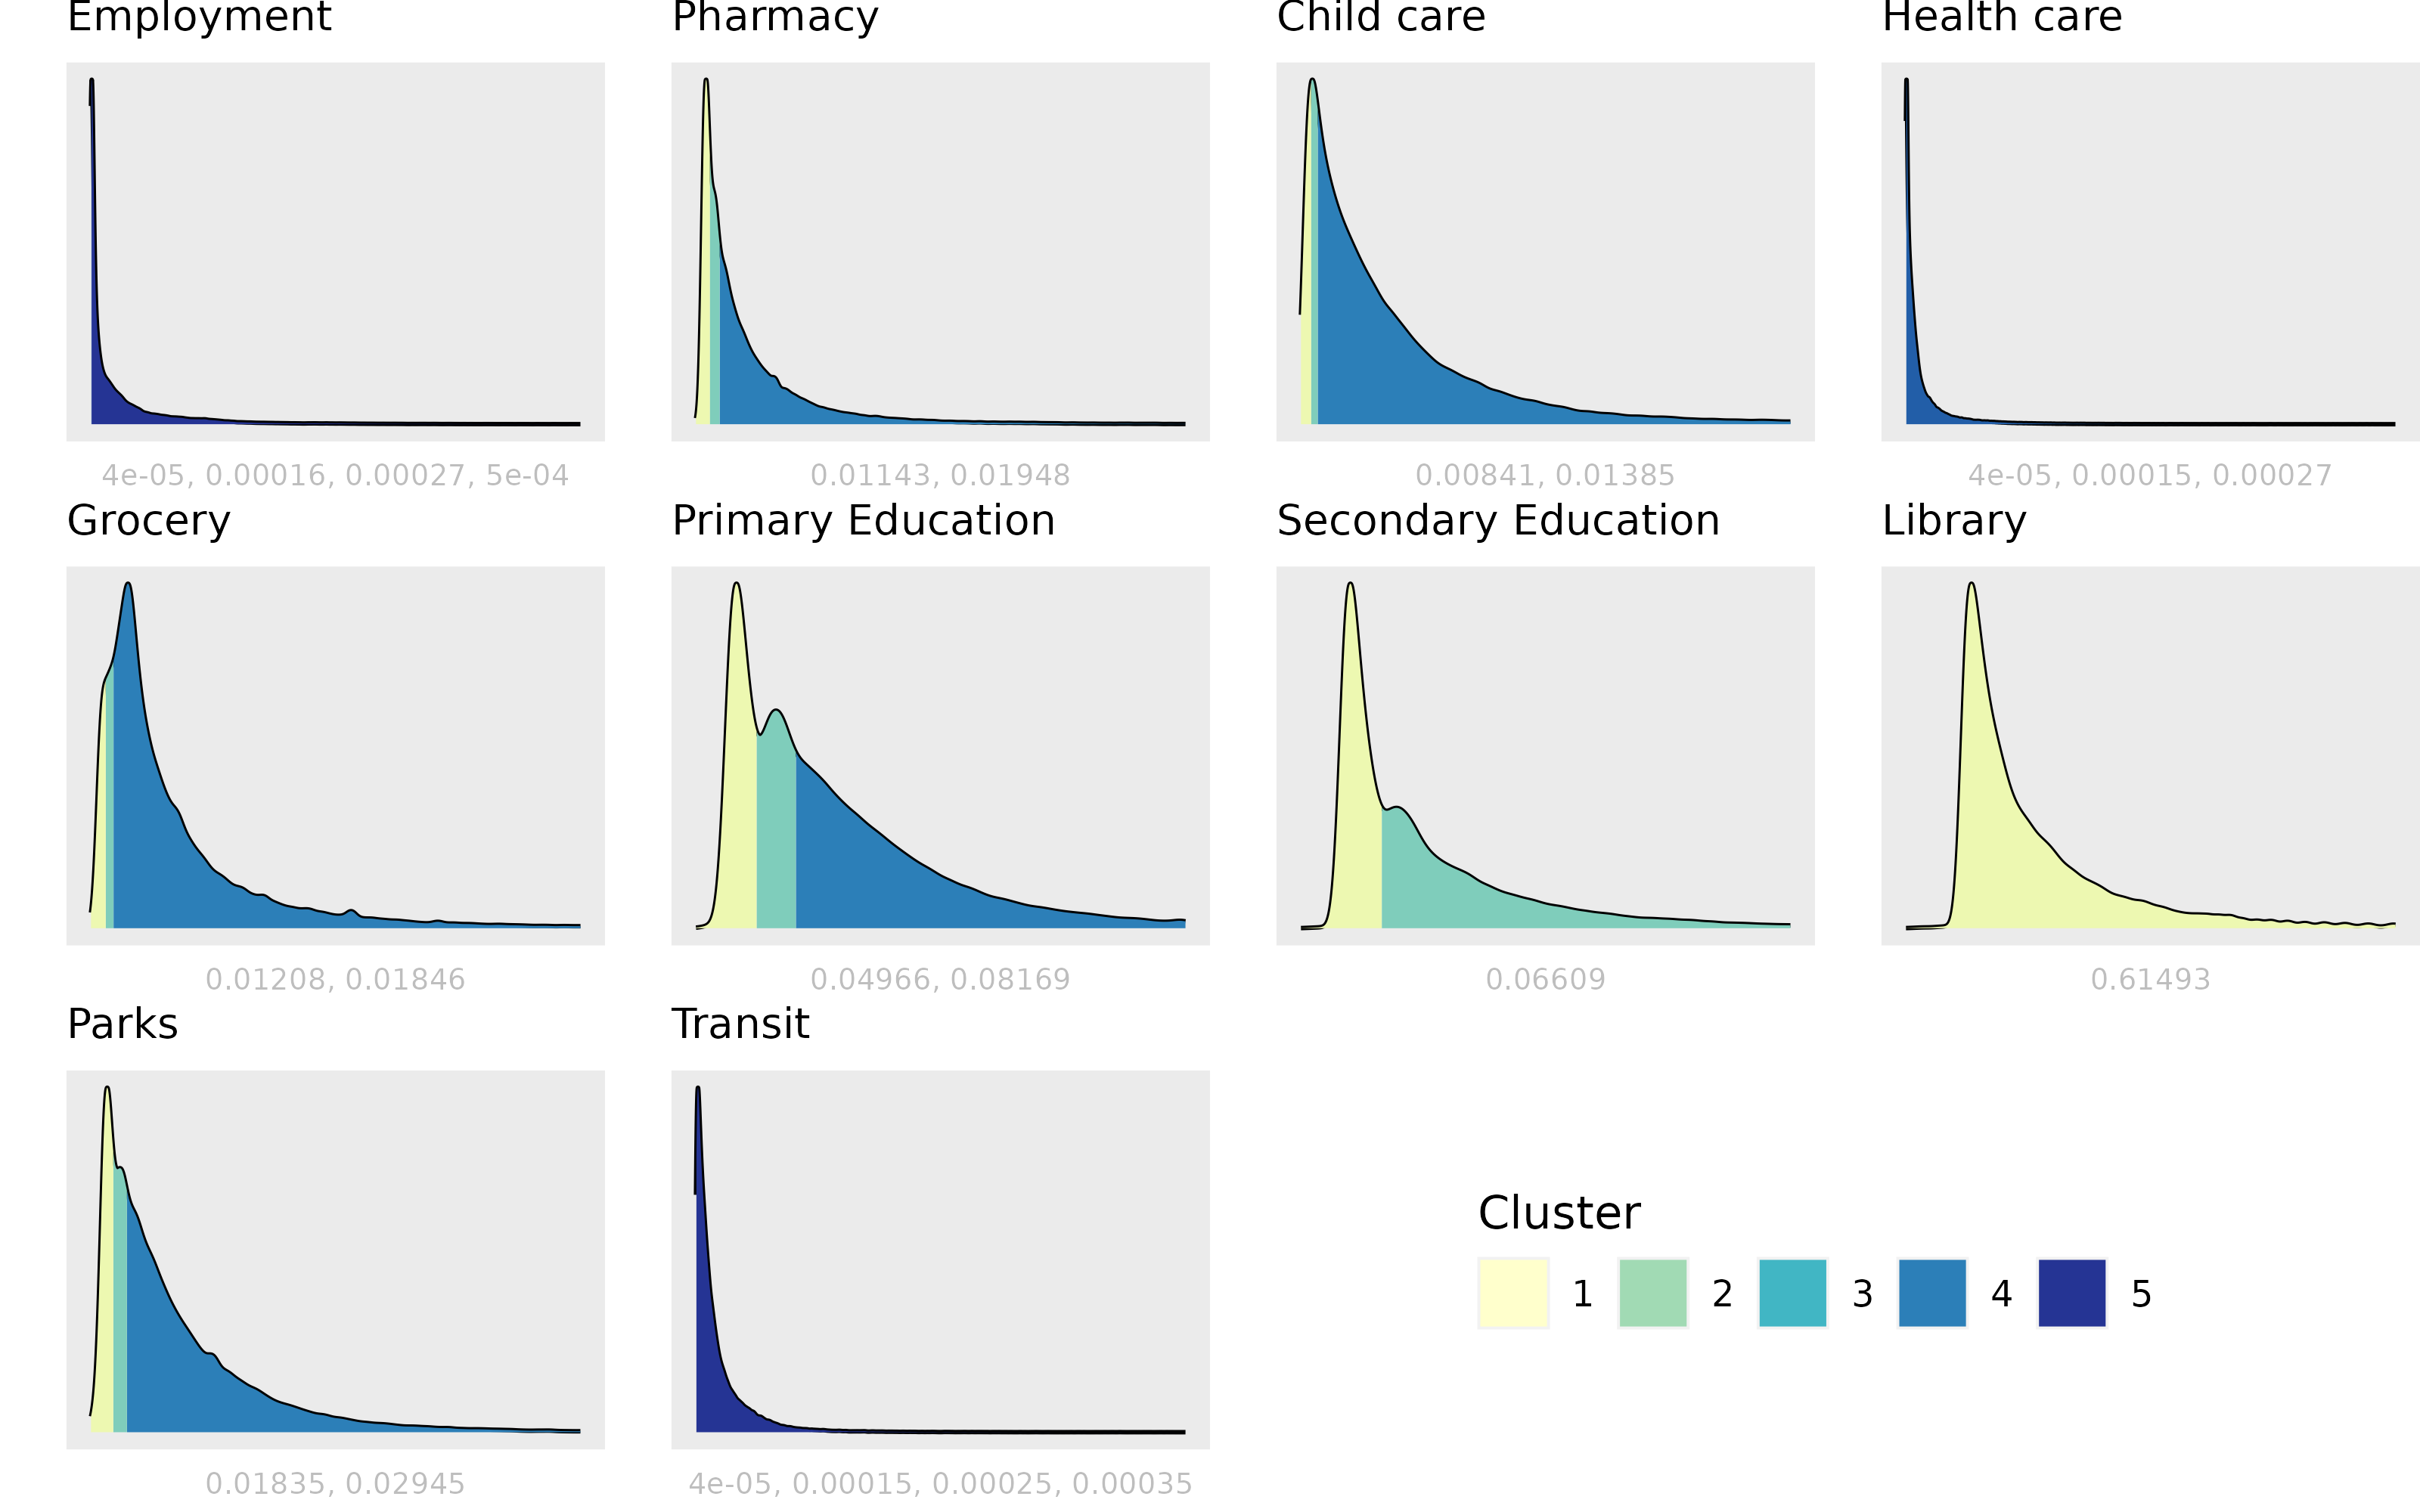 Employment
Pharmacy
Child care
Health care
4e-05, 0.00016, 0.00027, 5e-04
0.01143, 0.01948
0.00841, 0.01385
4e-05, 0.00015, 0.00027
Grocery
Primary Education
Secondary Education
Library
0.01208, 0.01846
0.04966, 0.08169
0.06609
0.61493
Parks
Transit
0.01835, 0.02945
4e-05, 0.00015, 0.00025, 0.00035
Cluster
1 2 3 4 5